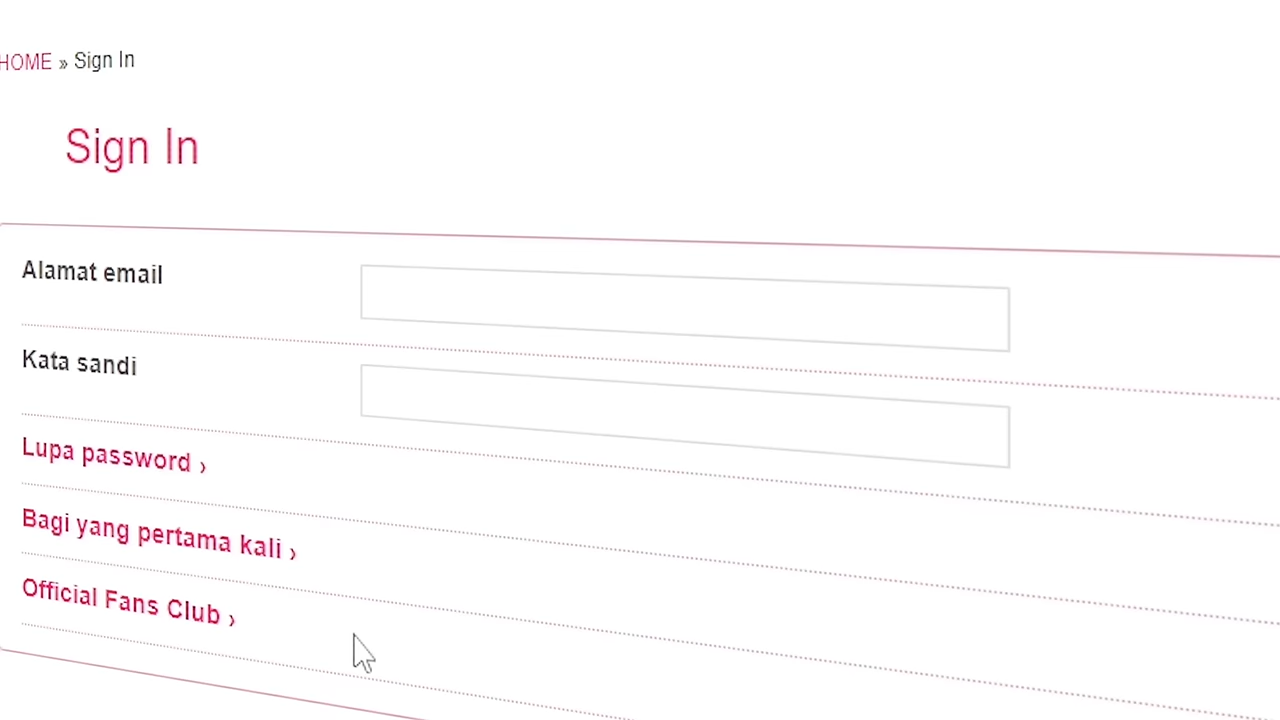 HOME » Sign In
Sign In
Alamat email
Kata sandi
Lupa password ›
Bagi yang pertama kali ›
Official Fans Club ›